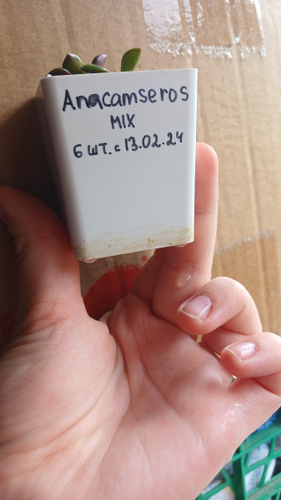 Anacamseros
MIX
6 шт. с 13.02.24